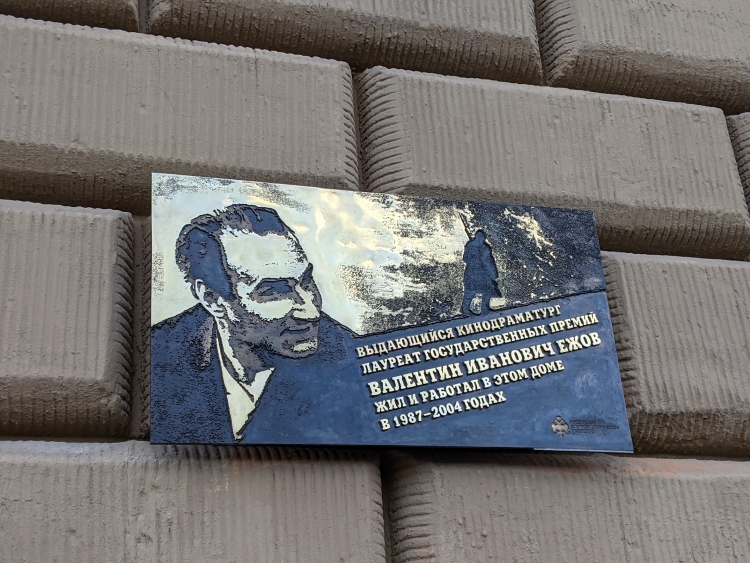 ВЫДАЮЩИЙСЯ КИНОДРАМАТУРГ
ЛАУРЕАТ ГОСУДАРСТВЕННЫХ ПРЕМИЙ
ВАЛЕНТИН ИВАНОВИЧ ЕЖОВ
ЖИЛ И РАБОТАЛ В ЭТОМ ДОМЕ
В 1987–2004 ГОДАХ